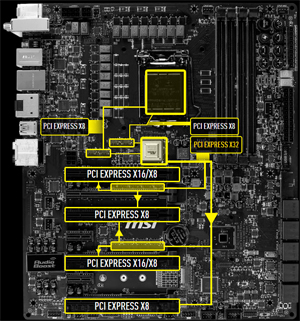 PCI EXPRESS X8
PCI EXPRESS X8
PCI EXPRESS X32
PCI EXPRESS X16/X8
PCI EXPRESS X8
msi
PCI EXPRESS X16/X8
Audio
Boost
PCI EXPRESS X8